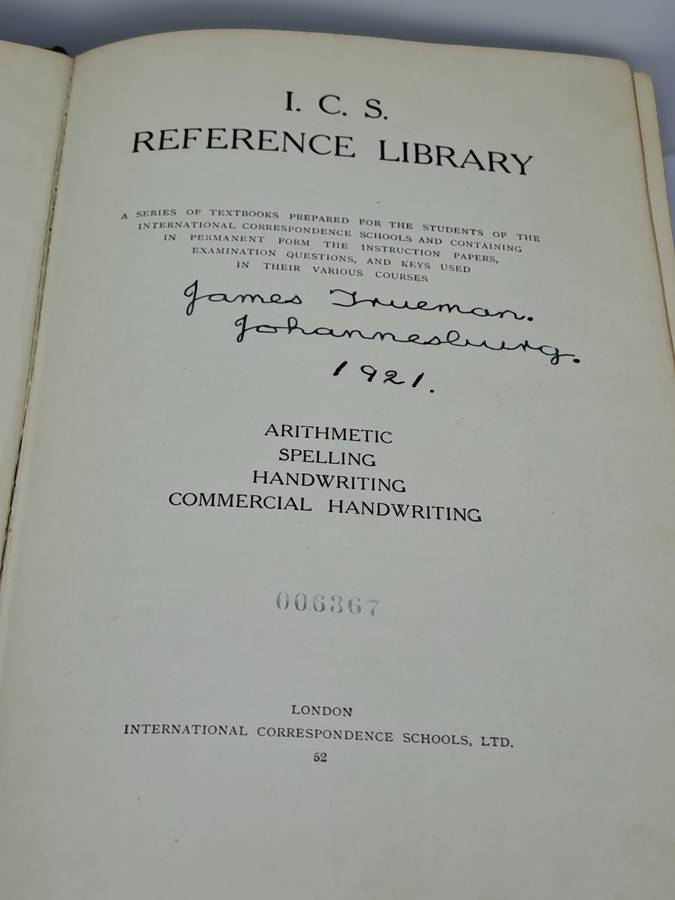 I. C. S.
REFERENCE LIBRARY
A SERIES OF TEXTBOOKS PREPARED FOR THE STUDENTS OF THE
INTERNATIONAL CORRESPONDENCE SCHOOLS AND CONTAINING
IN PERMANENT FORM THE INSTRUCTION PAPERS,
EXAMINATION QUESTIONS, AND KEYS USED
IN THEIR VARIOUS COURSES
James Trueman.
Johannesburg.
1921.
ARITHMETIC
SPELLING
HANDWRITING
COMMERCIAL HANDWRITING
006367
LONDON
INTERNATIONAL CORRESPONDENCE SCHOOLS, LTD.
52